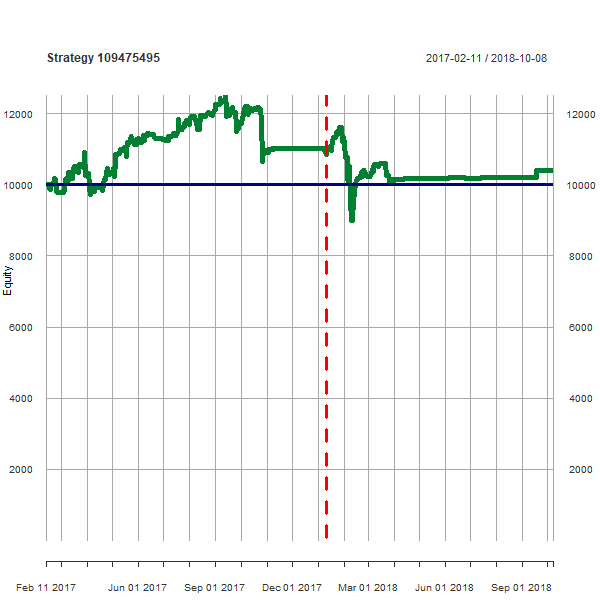 Strategy 109475495
2017-02-11 / 2018-10-08
12000
12000
10000
10000
8000
8000
Equity
6000
6000
4000
4000
2000
2000
Feb 11 2017
Jun 01 2017
Sep 01 2017
Dec 01 2017
Mar 01 2018
Jun 01 2018
Sep 01 2018